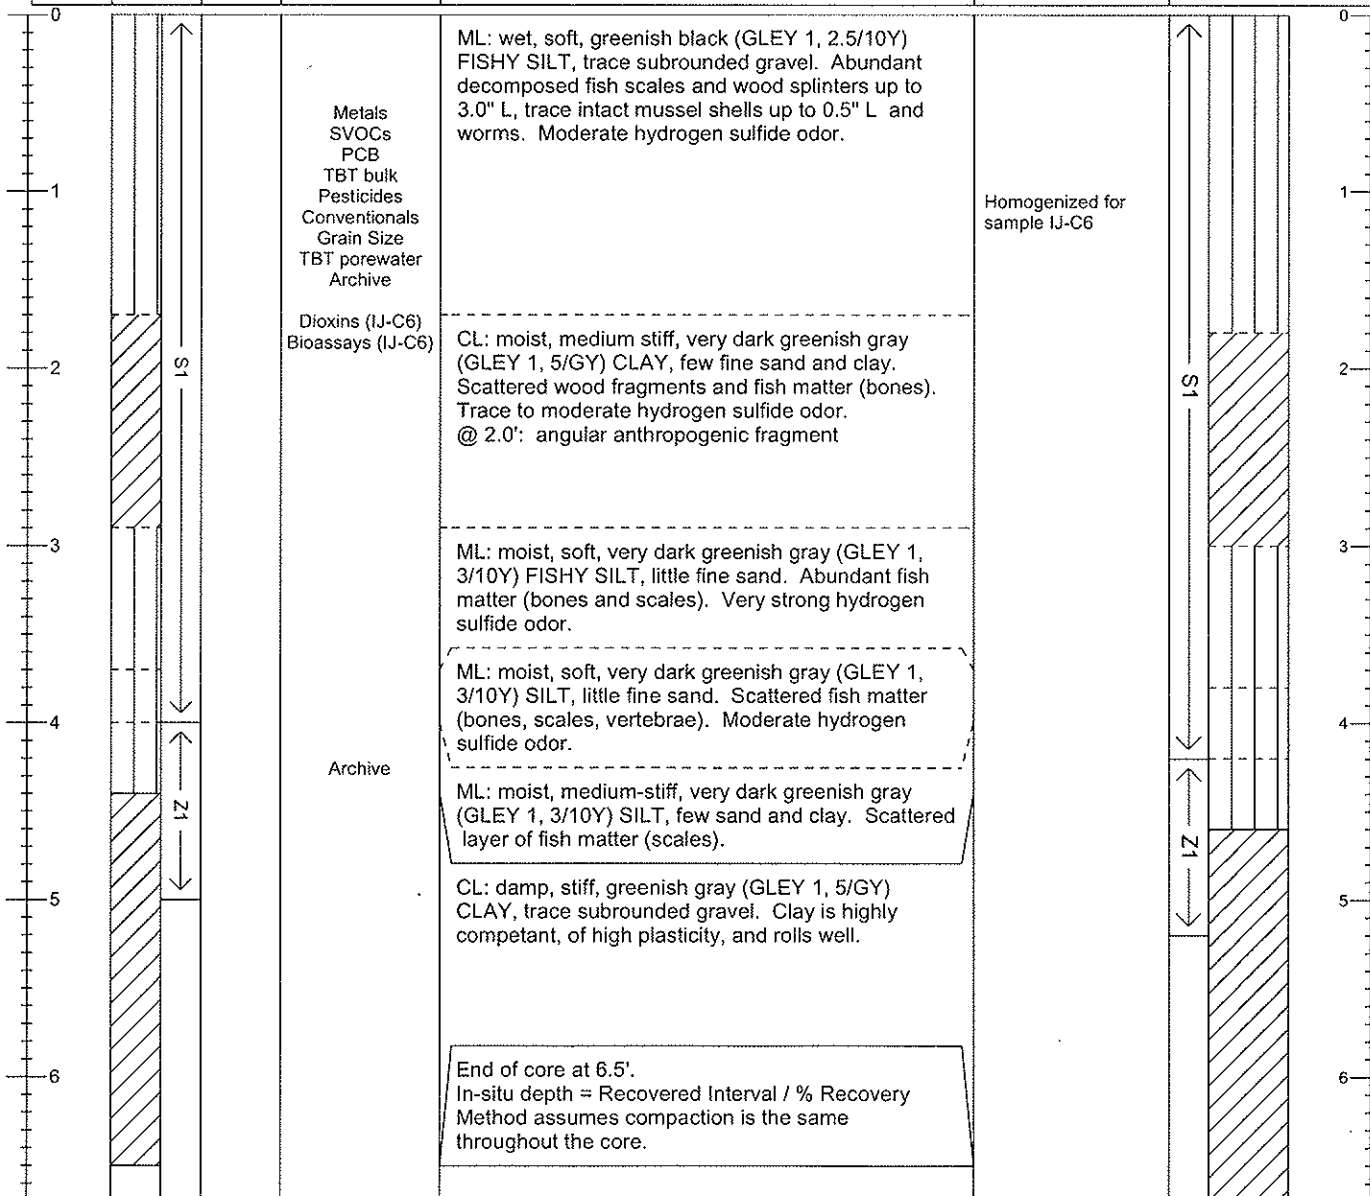 0
0
ML: wet, soft, greenish black (GLEY 1, 2.5/10Y)
FISHY SILT, trace subrounded gravel. Abundant
decomposed fish scales and wood splinters up to
3.0" L, trace intact mussel shells up to 0.5" L and
worms. Moderate hydrogen sulfide odor.
Metals
SVOCs
PCB
TBT bulk
Pesticides
Conventionals
Grain Size
TBT porewater
Archive
1
1
Homogenized for
sample IJ-C6
Dioxins (IJ-C6)
Bioassays (IJ-C6)
CL: moist, medium stiff, very dark greenish gray
(GLEY 1, 5/GY) CLAY, few fine sand and clay.
Scattered wood fragments and fish matter (bones).
Trace to moderate hydrogen sulfide odor.
@ 2.0': angular anthropogenic fragment
S1
S1
2
2
3
3
ML: moist, soft, very dark greenish gray (GLEY 1,
3/10Y) FISHY SILT, little fine sand. Abundant fish
matter (bones and scales). Very strong hydrogen
sulfide odor.
ML: moist, soft, very dark greenish gray (GLEY 1,
3/10Y) SILT, little fine sand. Scattered fish matter
(bones, scales, vertebrae). Moderate hydrogen
sulfide odor.
4
4
Archive
Z1
Z1
ML: moist, medium-stiff, very dark greenish gray
(GLEY 1, 3/10Y) SILT, few sand and clay. Scattered
layer of fish matter (scales).
5
5
CL: damp, stiff, greenish gray (GLEY 1, 5/GY)
CLAY, trace subrounded gravel. Clay is highly
competant, of high plasticity, and rolls well.
6
6
End of core at 6.5'.
In-situ depth = Recovered Interval / % Recovery
Method assumes compaction is the same
throughout the core.